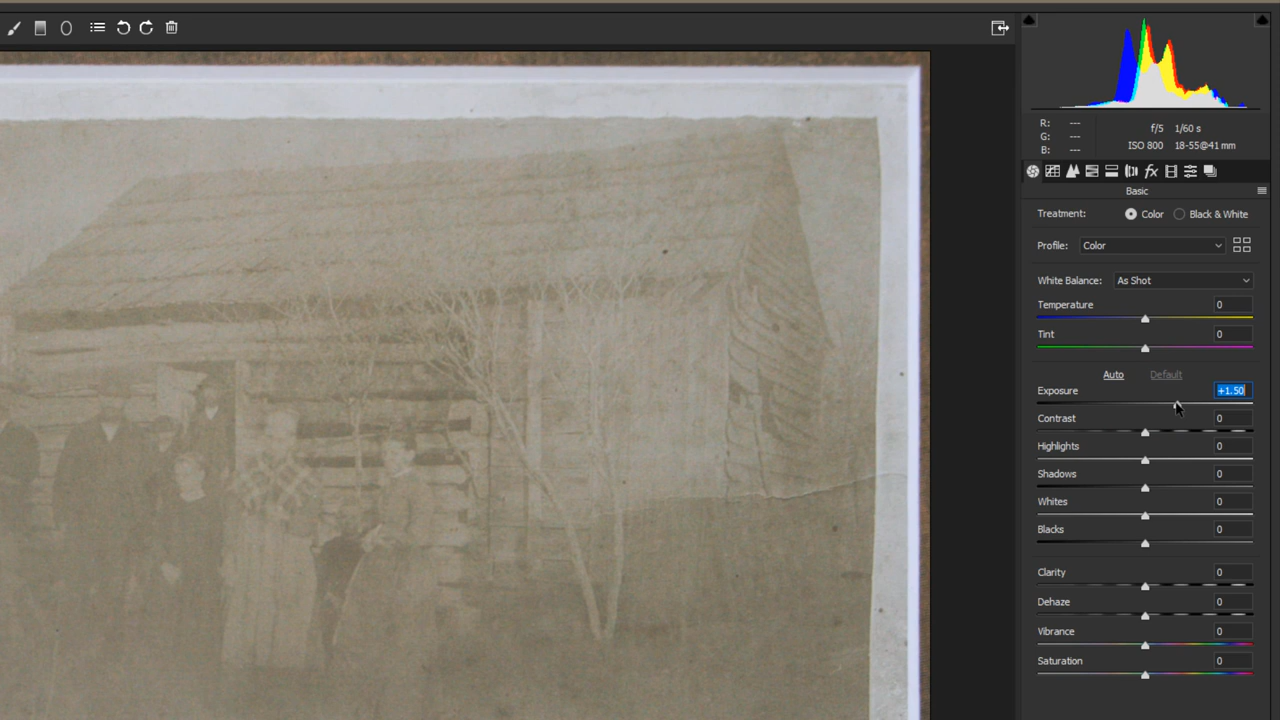 R: ---
G: ---
B: ---
f/5 1/60 s
ISO 800 18-55@41 mm
fx
Basic
Treatment: Color Black & White
Profile: Color
White Balance: As Shot
Temperature 0
Tint 0
Auto Default
Exposure +1.50
Contrast 0
Highlights 0
Shadows 0
Whites 0
Blacks 0
Clarity 0
Dehaze 0
Vibrance 0
Saturation 0